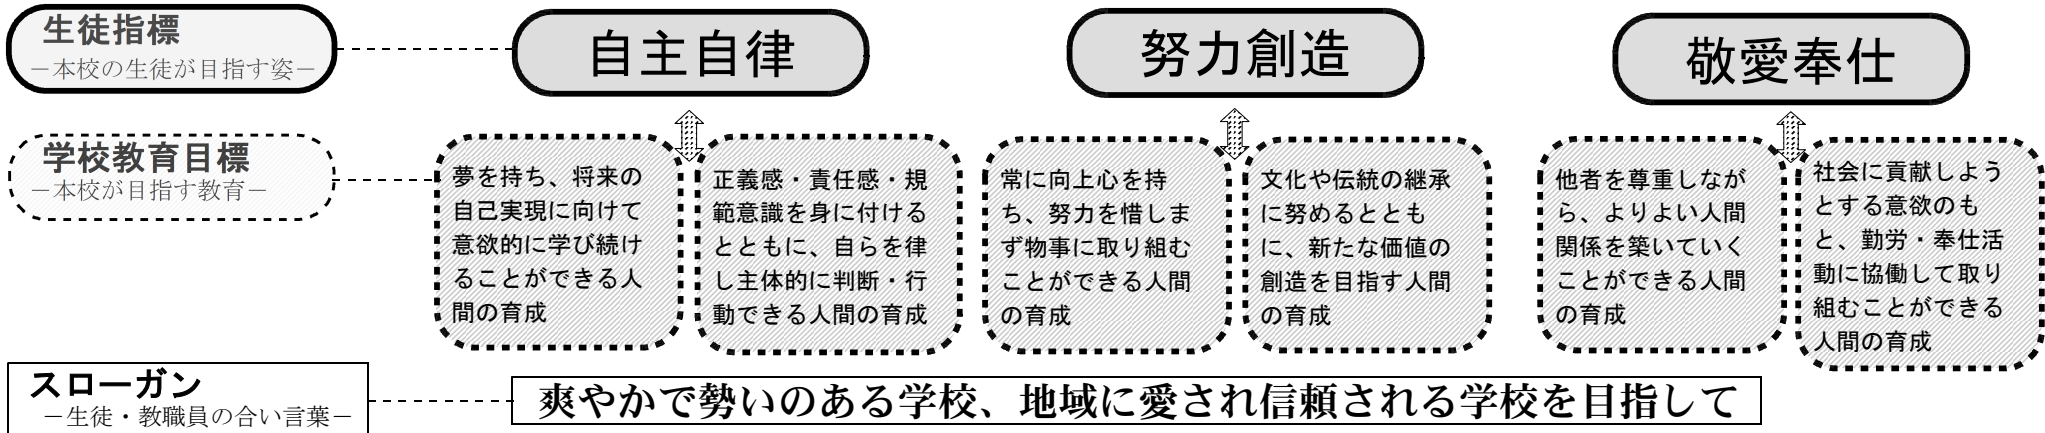 生徒指標
－本校の生徒が目指す姿－
自主自律
努力創造
敬愛奉仕
学校教育目標
－本校が目指す教育－
夢を持ち、将来の
自己実現に向けて
意欲的に学び続け
ることができる人
間の育成
正義感・責任感・規
範意識を身に付ける
とともに、自らを律
し主体的に判断・行
動できる人間の育成
常に向上心を持
ち、努力を惜しま
ず物事に取り組む
ことができる人間
の育成
文化や伝統の継承
に努めるととも
に、新たな価値の
創造を目指す人間
の育成
他者を尊重しなが
ら、よりよい人間
関係を築いていく
ことができる人間
の育成
社会に貢献しよう
とする意欲のも
と、勤労・奉仕活
動に協働して取り
組むことができる
人間の育成
スローガン
－生徒・教職員の合い言葉－
爽やかで勢いのある学校、地域に愛され信頼される学校を目指して